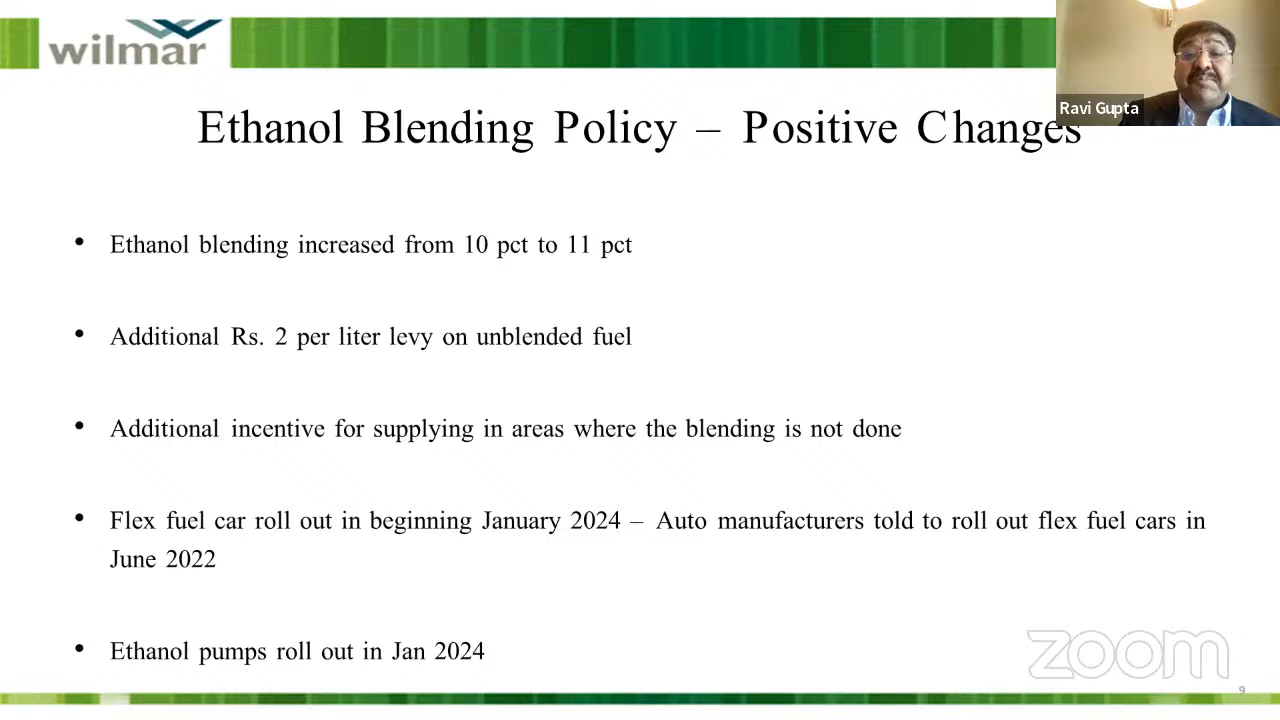 wilmar
Ravi Gupta
Ethanol Blending Policy – Positive Changes
• Ethanol blending increased from 10 pct to 11 pct
• Additional Rs. 2 per liter levy on unblended fuel
• Additional incentive for supplying in areas where the blending is not done
• Flex fuel car roll out in beginning January 2024 – Auto manufacturers told to roll out flex fuel cars in
June 2022
• Ethanol pumps roll out in Jan 2024
zoom
9